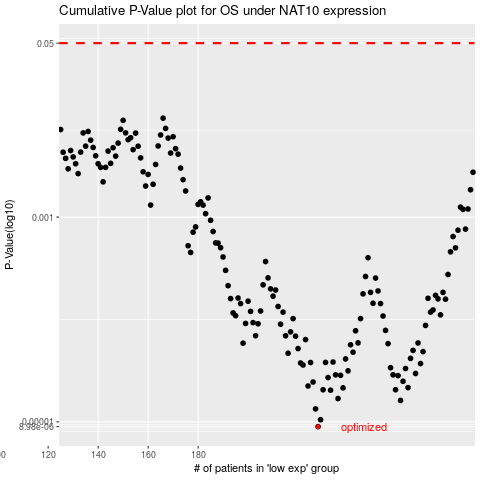 Cumulative P-Value plot for OS under NAT10 expression
P-Value(log10)
0.05
0.001
0.00001
8.98e-06
optimized
120 140 160 180
# of patients in 'low exp' group